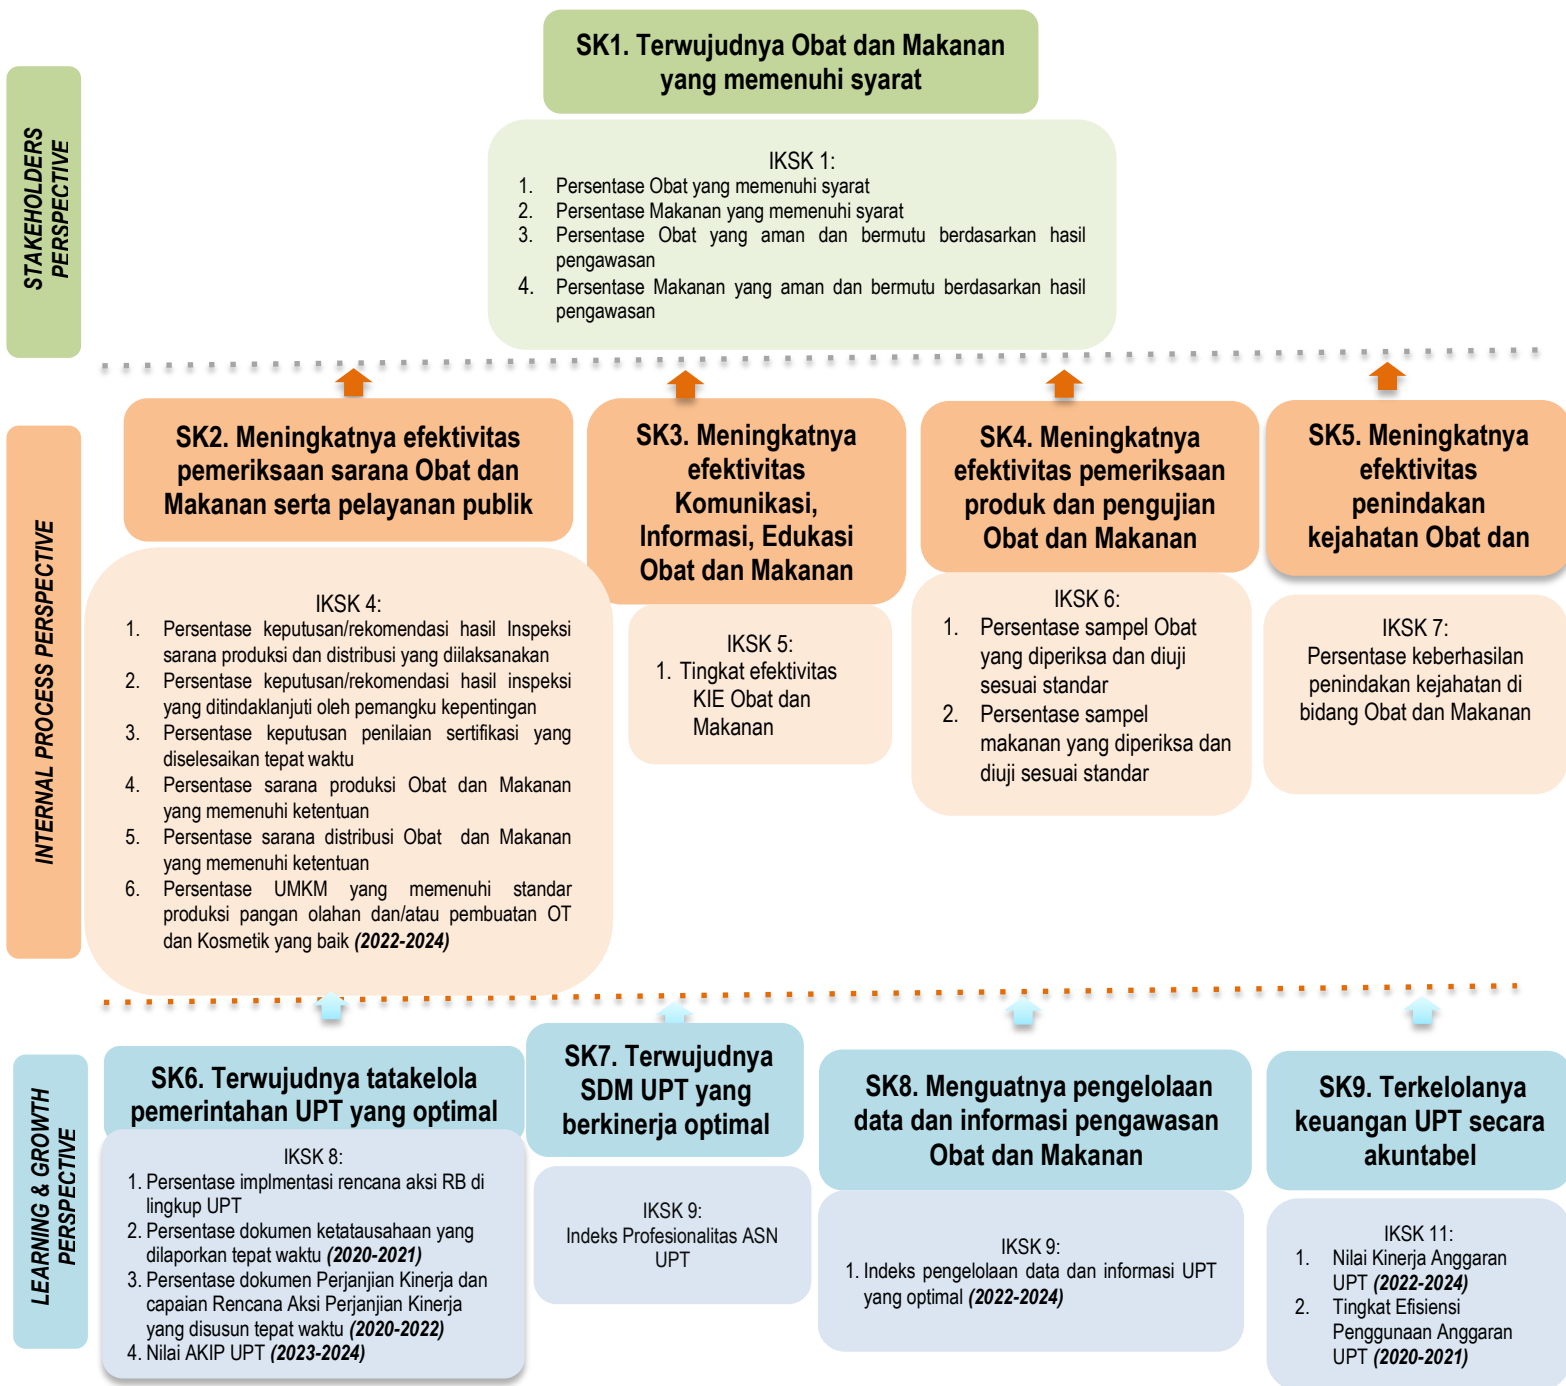 STAKEHOLDERS
PERSPECTIVE
SK1. Terwujudnya Obat dan Makanan
yang memenuhi syarat
IKSK 1:
1. Persentase Obat yang memenuhi syarat
2. Persentase Makanan yang memenuhi syarat
3. Persentase Obat yang aman dan bermutu berdasarkan hasil
pengawasan
4. Persentase Makanan yang aman dan bermutu berdasarkan hasil
pengawasan
INTERNAL PROCESS PERSPECTIVE
SK2. Meningkatnya efektivitas
pemeriksaan sarana Obat dan
Makanan serta pelayanan publik
IKSK 4:
1. Persentase keputusan/rekomendasi hasil Inspeksi
sarana produksi dan distribusi yang diilaksanakan
2. Persentase keputusan/rekomendasi hasil inspeksi
yang ditindaklanjuti oleh pemangku kepentingan
3. Persentase keputusan penilaian sertifikasi yang
diselesaikan tepat waktu
4. Persentase sarana produksi Obat dan Makanan
yang memenuhi ketentuan
5. Persentase sarana distribusi Obat dan Makanan
yang memenuhi ketentuan
6. Persentase UMKM yang memenuhi standar
produksi pangan olahan dan/atau pembuatan OT
dan Kosmetik yang baik (2022-2024)
SK3. Meningkatnya
efektivitas
Komunikasi,
Informasi, Edukasi
Obat dan Makanan
IKSK 5:
1. Tingkat efektivitas
KIE Obat dan
Makanan
SK4. Meningkatnya
efektivitas pemeriksaan
produk dan pengujian
Obat dan Makanan
IKSK 6:
1. Persentase sampel Obat
yang diperiksa dan diuji
sesuai standar
2. Persentase sampel
makanan yang diperiksa dan
diuji sesuai standar
SK5. Meningkatnya
efektivitas
penindakan
kejahatan Obat dan
IKSK 7:
Persentase keberhasilan
penindakan kejahatan di
bidang Obat dan Makanan
LEARNING & GROWTH
PERSPECTIVE
SK6. Terwujudnya tatakelola
pemerintahan UPT yang optimal
IKSK 8:
1. Persentase implmentasi rencana aksi RB di
lingkup UPT
2. Persentase dokumen ketatausahaan yang
dilaporkan tepat waktu (2020-2021)
3. Persentase dokumen Perjanjian Kinerja dan
capaian Rencana Aksi Perjanjian Kinerja
yang disusun tepat waktu (2020-2022)
4. Nilai AKIP UPT (2023-2024)
SK7. Terwujudnya
SDM UPT yang
berkinerja optimal
IKSK 9:
Indeks Profesionalitas ASN
UPT
SK8. Menguatnya pengelolaan
data dan informasi pengawasan
Obat dan Makanan
IKSK 9:
1. Indeks pengelolaan data dan informasi UPT
yang optimal (2022-2024)
SK9. Terkelolanya
keuangan UPT secara
akuntabel
IKSK 11:
1. Nilai Kinerja Anggaran
UPT (2022-2024)
2. Tingkat Efisiensi
Penggunaan Anggaran
UPT (2020-2021)